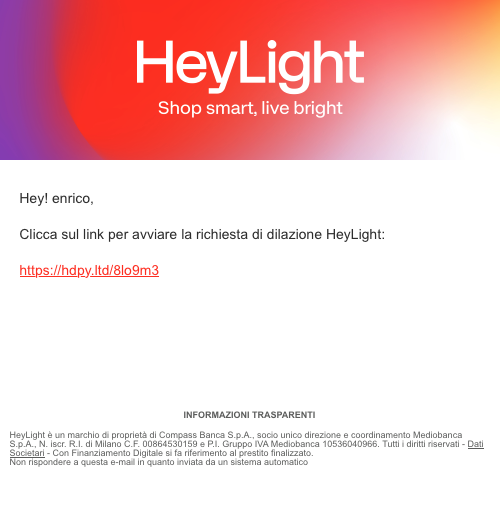 HeyLight
Shop smart, live bright
Hey! enrico,
Clicca sul link per avviare la richiesta di dilazione HeyLight:
https://hdpy.ltd/8lo9m3
INFORMAZIONI TRASPARENTI
HeyLight è un marchio di proprietà di Compass Banca S.p.A., socio unico direzione e coordinamento Mediobanca
S.p.A., N. iscr. R.I. di Milano C.F. 00864530159 e P.I. Gruppo IVA Mediobanca 10536040966. Tutti i diritti riservati - Dati
Societari - Con Finanziamento Digitale si fa riferimento al prestito finalizzato.
Non rispondere a questa e-mail in quanto inviata da un sistema automatico